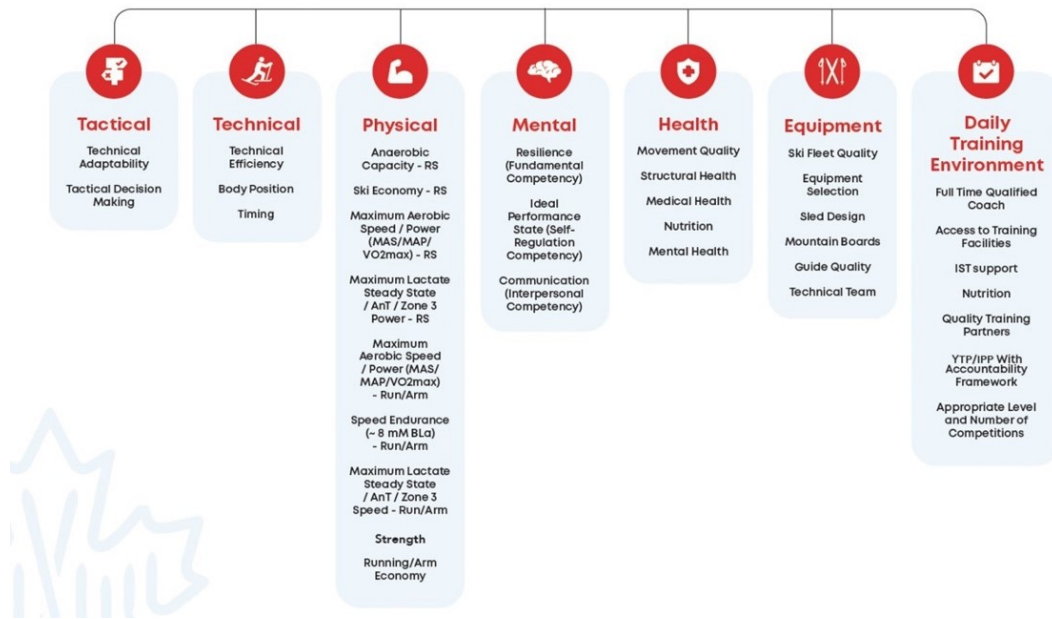 Tactical
Technical
Adaptability
Tactical Decision
Making
Technical
Technical
Efficiency
Body Position
Timing
Physical
Anaerobic
Capacity - RS
Ski Economy - RS
Maximum Aerobic
Speed / Power
(MAS/MAP/
VO2max) - RS
Maximum Lactate
Steady State
/ AnT / Zone 3
Power - RS
Maximum
Aerobic Speed
/ Power (MAS/
MAP/VO2max)
- Run/Arm
Speed Endurance
(~ 8 mM BLa)
- Run/Arm
Maximum Lactate
Steady State
/ AnT / Zone 3
Speed - Run/Arm
Strength
Running/Arm
Economy
Mental
Resilience
(Fundamental
Competency)
Ideal
Performance
State (Self-
Regulation
Competency)
Communication
(Interpersonal
Competency)
Health
Movement Quality
Structural Health
Medical Health
Nutrition
Mental Health
Equipment
Ski Fleet Quality
Equipment
Selection
Sled Design
Mountain Boards
Guide Quality
Technical Team
Daily
Training
Environment
Full Time Qualified
Coach
Access to Training
Facilities
IST support
Nutrition
Quality Training
Partners
YTP/IPP With
Accountability
Framework
Appropriate Level
and Number of
Competitions